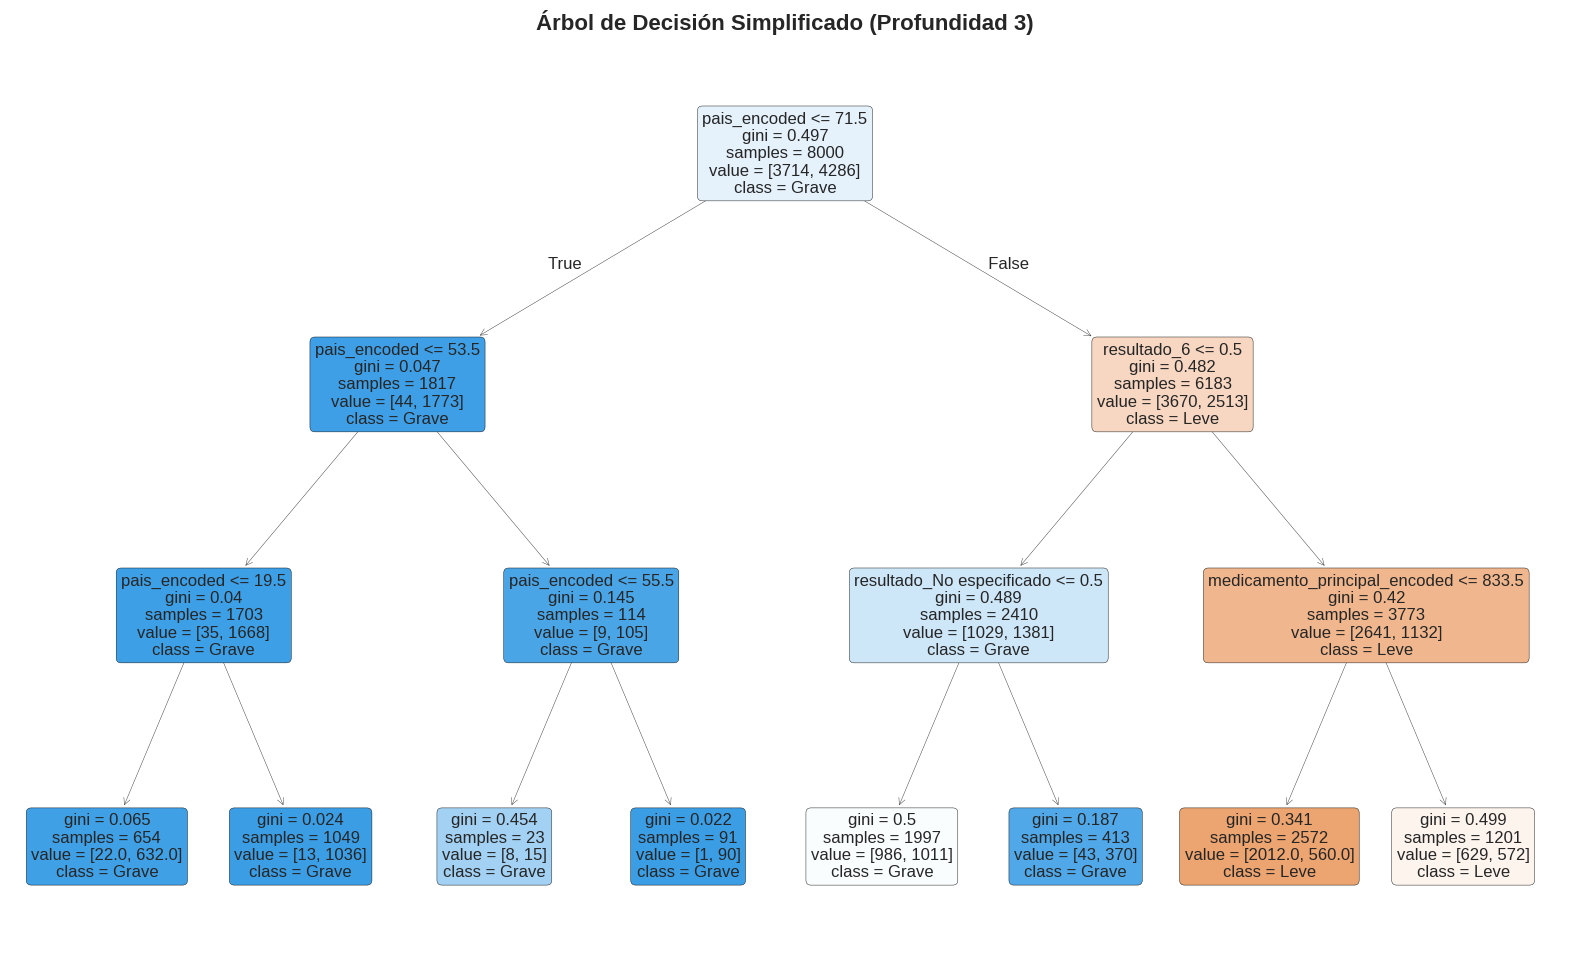 Árbol de Decisión Simplificado (Profundidad 3)
pais_encoded <= 71.5
gini = 0.497
samples = 8000
value = [3714, 4286]
class = Grave
True
False
pais_encoded <= 53.5
gini = 0.047
samples = 1817
value = [44, 1773]
class = Grave
resultado_6 <= 0.5
gini = 0.482
samples = 6183
value = [3670, 2513]
class = Leve
pais_encoded <= 19.5
gini = 0.04
samples = 1703
value = [35, 1668]
class = Grave
pais_encoded <= 55.5
gini = 0.145
samples = 114
value = [9, 105]
class = Grave
resultado_No especificado <= 0.5
gini = 0.489
samples = 2410
value = [1029, 1381]
class = Grave
medicamento_principal_encoded <= 833.5
gini = 0.42
samples = 3773
value = [2641, 1132]
class = Leve
gini = 0.065
samples = 654
value = [22.0, 632.0]
class = Grave
gini = 0.024
samples = 1049
value = [13, 1036]
class = Grave
gini = 0.454
samples = 23
value = [8, 15]
class = Grave
gini = 0.022
samples = 91
value = [1, 90]
class = Grave
gini = 0.5
samples = 1997
value = [986, 1011]
class = Grave
gini = 0.187
samples = 413
value = [43, 370]
class = Grave
gini = 0.341
samples = 2572
value = [2012.0, 560.0]
class = Leve
gini = 0.499
samples = 1201
value = [629, 572]
class = Leve